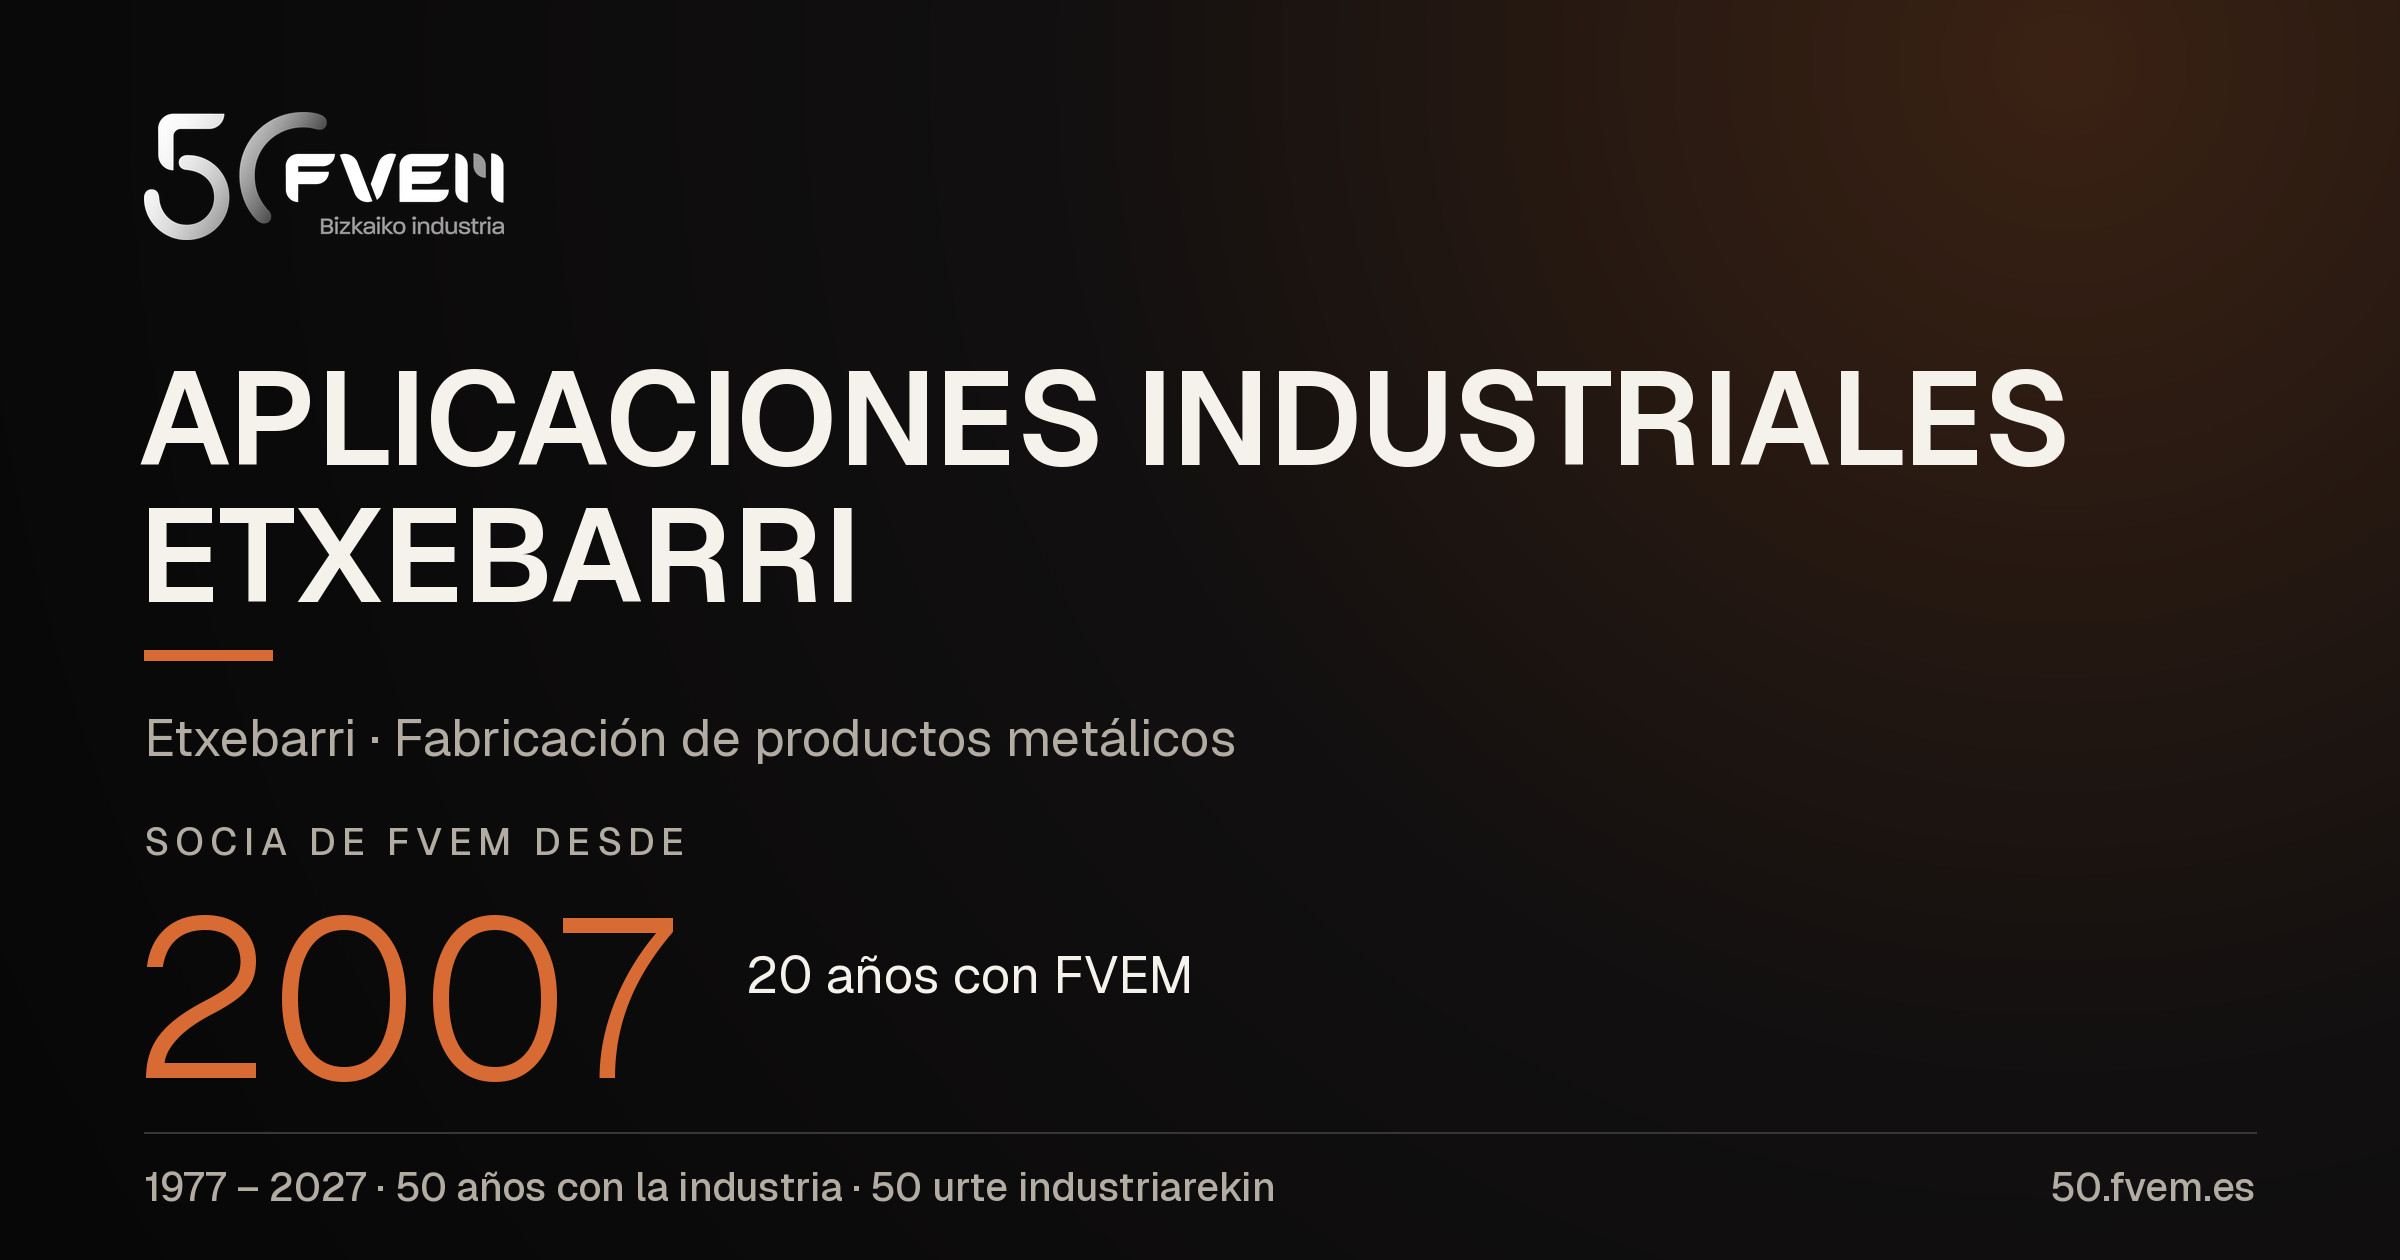 50 FVEM
Bizkaiko industria
APLICACIONES INDUSTRIALES
ETXEBARRI
Etxebarri · Fabricación de productos metálicos
SOCIA DE FVEM DESDE
2007
20 años con FVEM
1977 – 2027 · 50 años con la industria · 50 urte industriarekin
50.fvem.es